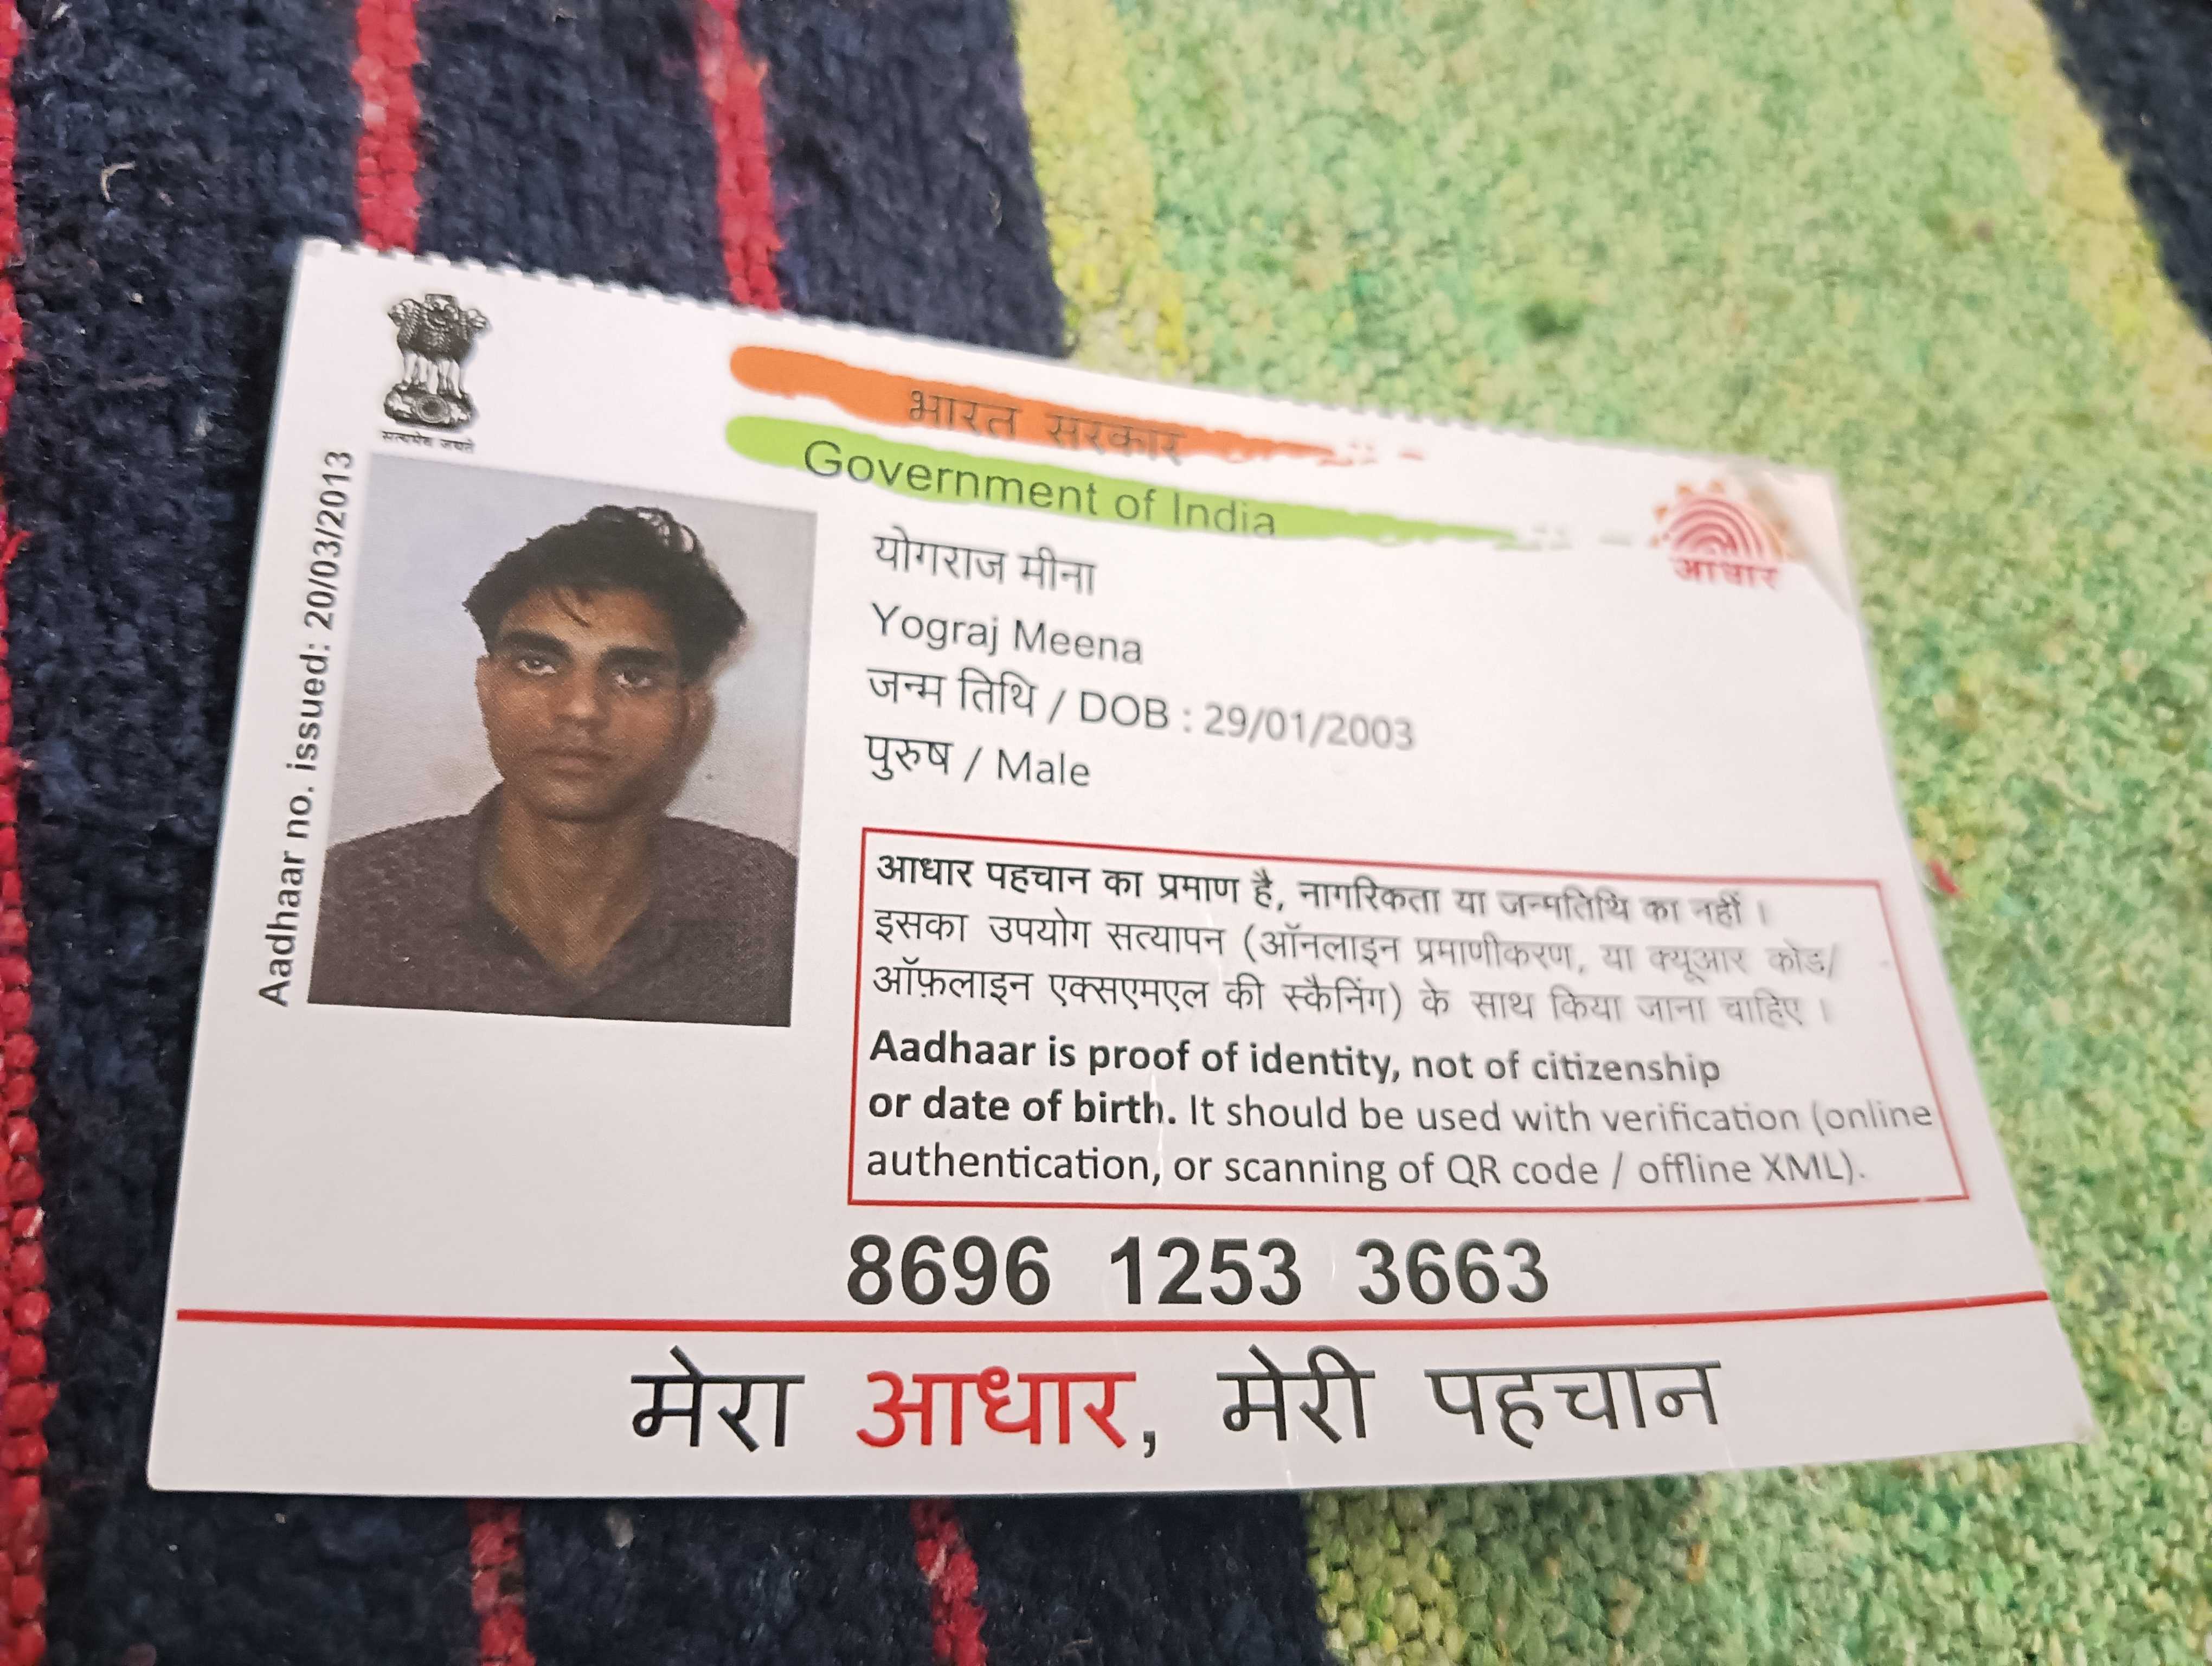 सत्यमेव जयते
भारत सरकार
Government of India
आधार
Aadhaar no. issued: 20/03/2013
योगराज मीना
Yograj Meena
जन्म तिथि / DOB : 29/01/2003
पुरुष / Male
आधार पहचान का प्रमाण है, नागरिकता या जन्मतिथि का नहीं ।
इसका उपयोग सत्यापन (ऑनलाइन प्रमाणीकरण, या क्यूआर कोड/
ऑफ़लाइन एक्सएमएल की स्कैनिंग) के साथ किया जाना चाहिए ।
Aadhaar is proof of identity, not of citizenship
or date of birth. It should be used with verification (online
authentication, or scanning of QR code / offline XML).
8696 1253 3663
मेरा आधार, मेरी पहचान